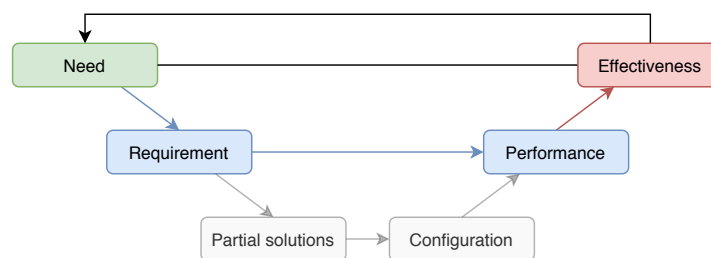 Need
Effectiveness
Requirement
Performance
Partial solutions
Configuration